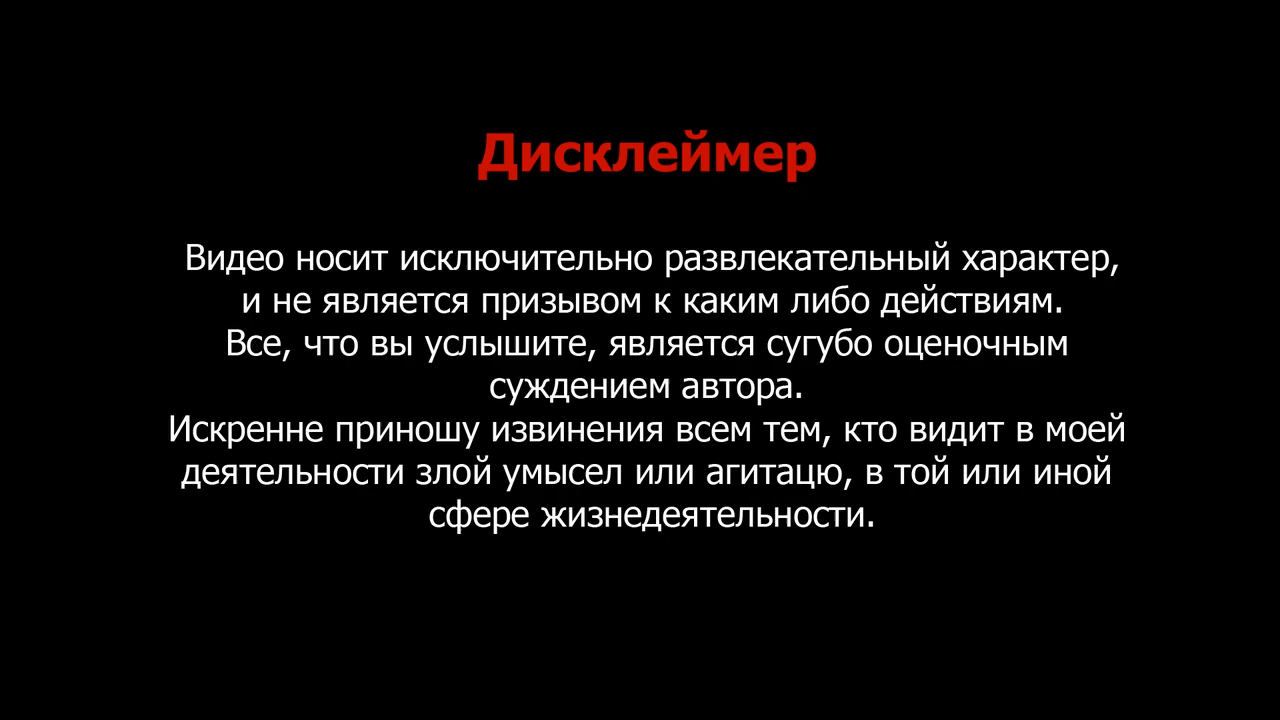 Дисклеймер
Видео носит исключительно развлекательный характер,
и не является призывом к каким либо действиям.
Все, что вы услышите, является сугубо оценочным
суждением автора.
Искренне приношу извинения всем тем, кто видит в моей
деятельности злой умысел или агитацю, в той или иной
сфере жизнедеятельности.